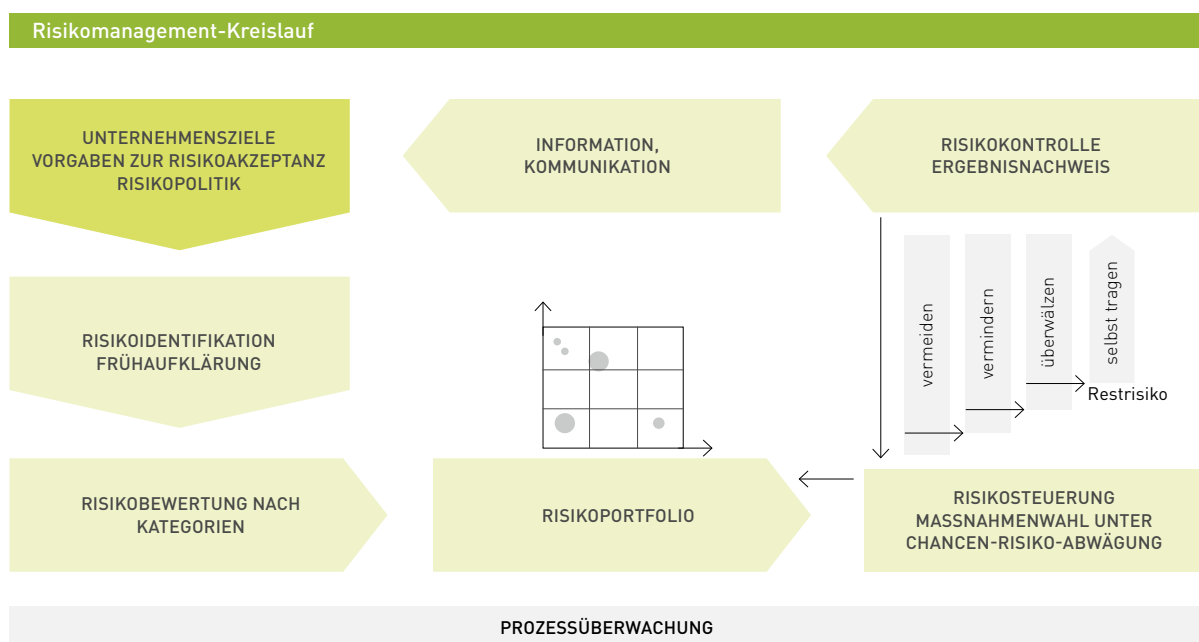 Risikomanagement-Kreislauf
UNTERNEHMENSZIELE
VORGABEN ZUR RISIKOAKZEPTANZ
RISIKOPOLITIK
INFORMATION,
KOMMUNIKATION
RISIKOKONTROLLE
ERGEBNISNACHWEIS
RISIKOIDENTIFIKATION
FRÜHAUFKLÄRUNG
vermeiden
vermindern
überwälzen
selbst tragen
Restrisiko
RISIKOBEWERTUNG NACH
KATEGORIEN
RISIKOPORTFOLIO
RISIKOSTEUERUNG
MASSNAHMENWAHL UNTER
CHANCEN-RISIKO-ABWÄGUNG
PROZESSÜBERWACHUNG